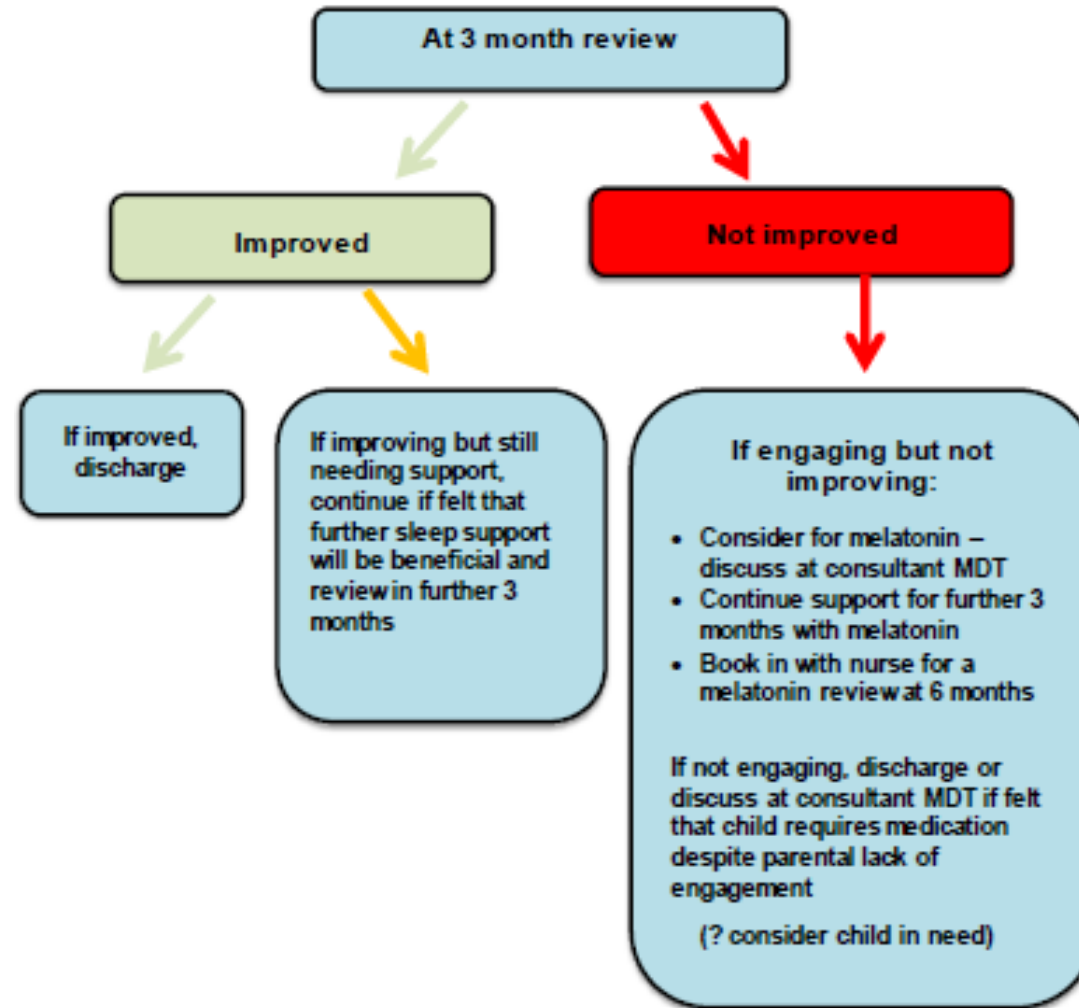 At 3 month review
Improved
Not improved
If improved,
discharge
If improving but still
needing support,
continue if felt that
further sleep support
will be beneficial and
review in further 3
months
If engaging but not
improving:
• Consider for melatonin –
discuss at consultant MDT
• Continue support for further 3
months with melatonin
• Book in with nurse for a
melatonin review at 6 months
If not engaging, discharge or
discuss at consultant MDT if felt
that child requires medication
despite parental lack of
engagement
(? consider child in need)